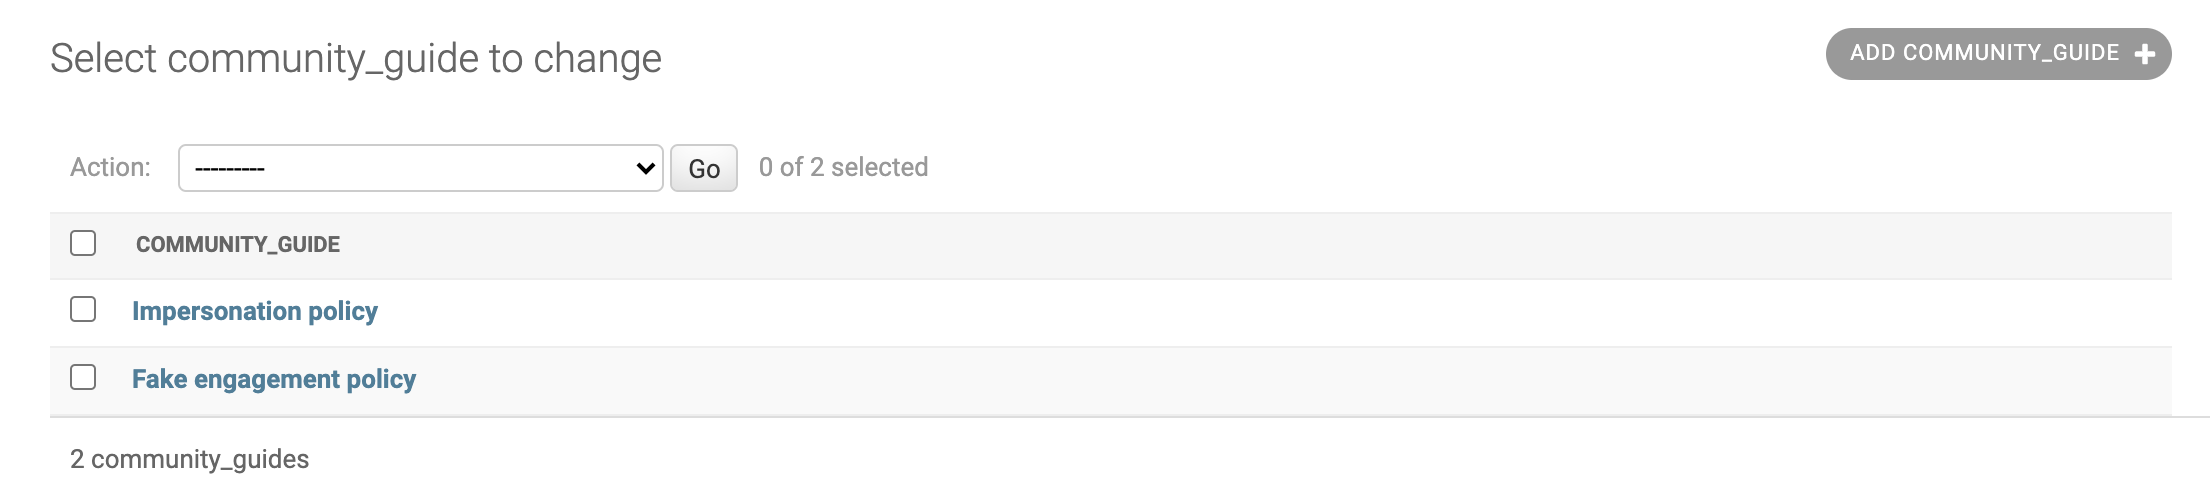 Select community_guide to change
ADD COMMUNITY_GUIDE +
Action: --------- Go 0 of 2 selected
COMMUNITY_GUIDE
Impersonation policy
Fake engagement policy
2 community_guides